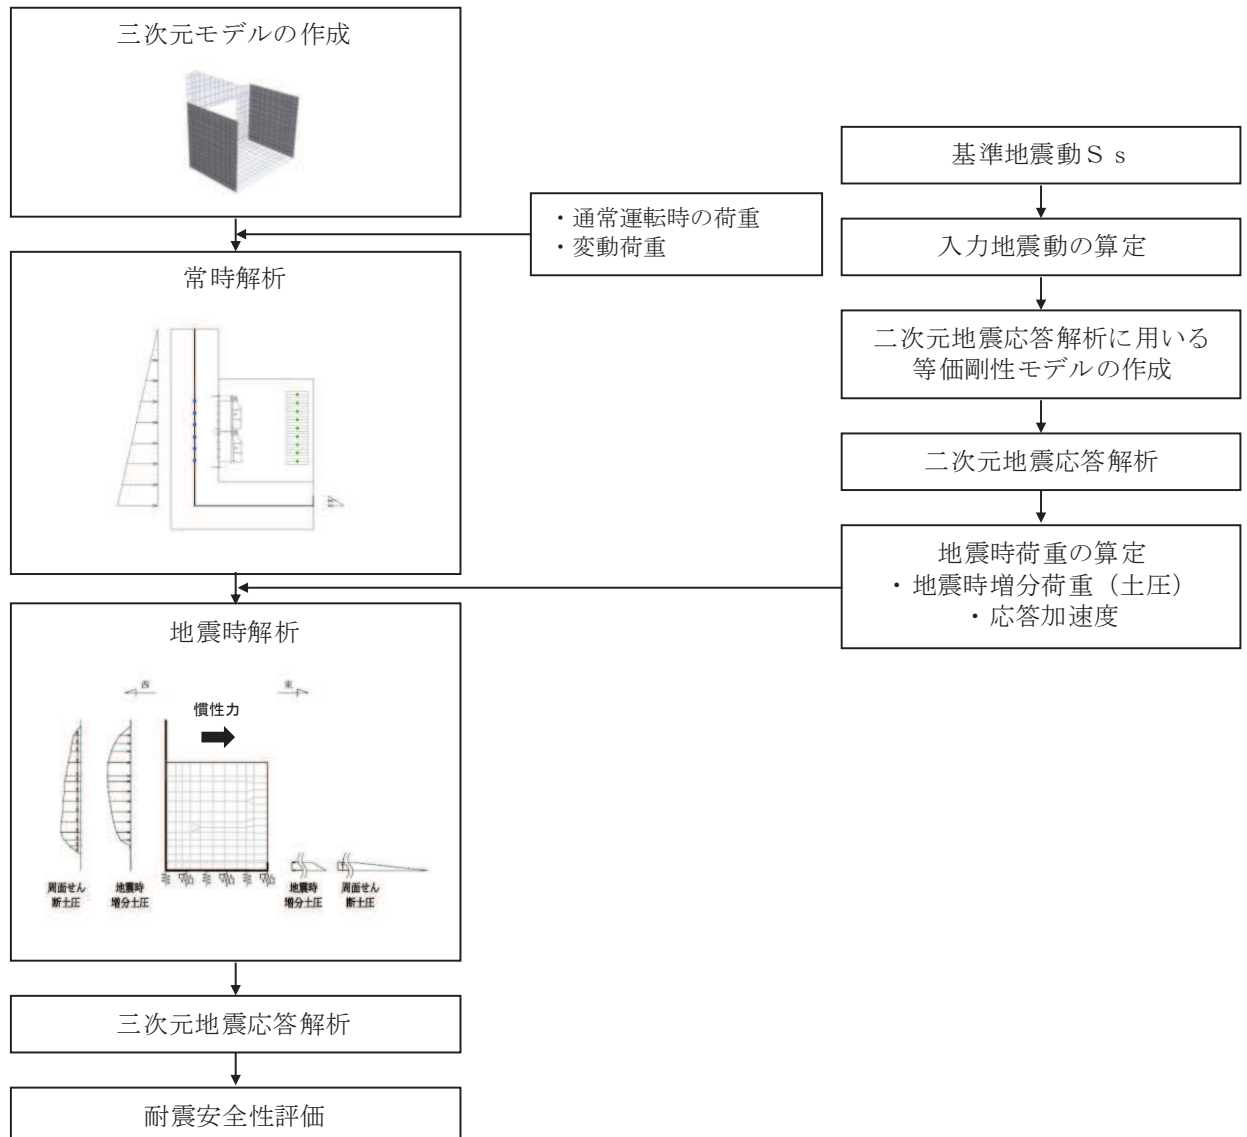 三次元モデルの作成
・通常運転時の荷重
・変動荷重
常時解析
基準地震動Ｓｓ
入力地震動の算定
二次元地震応答解析に用いる
等価剛性モデルの作成
二次元地震応答解析
地震時荷重の算定
・地震時増分荷重（土圧）
・応答加速度
地震時解析
西
東
慣性力
周面せん
断土圧
地震時
増分土圧
地震時
増分土圧
周面せん
断土圧
三次元地震応答解析
耐震安全性評価